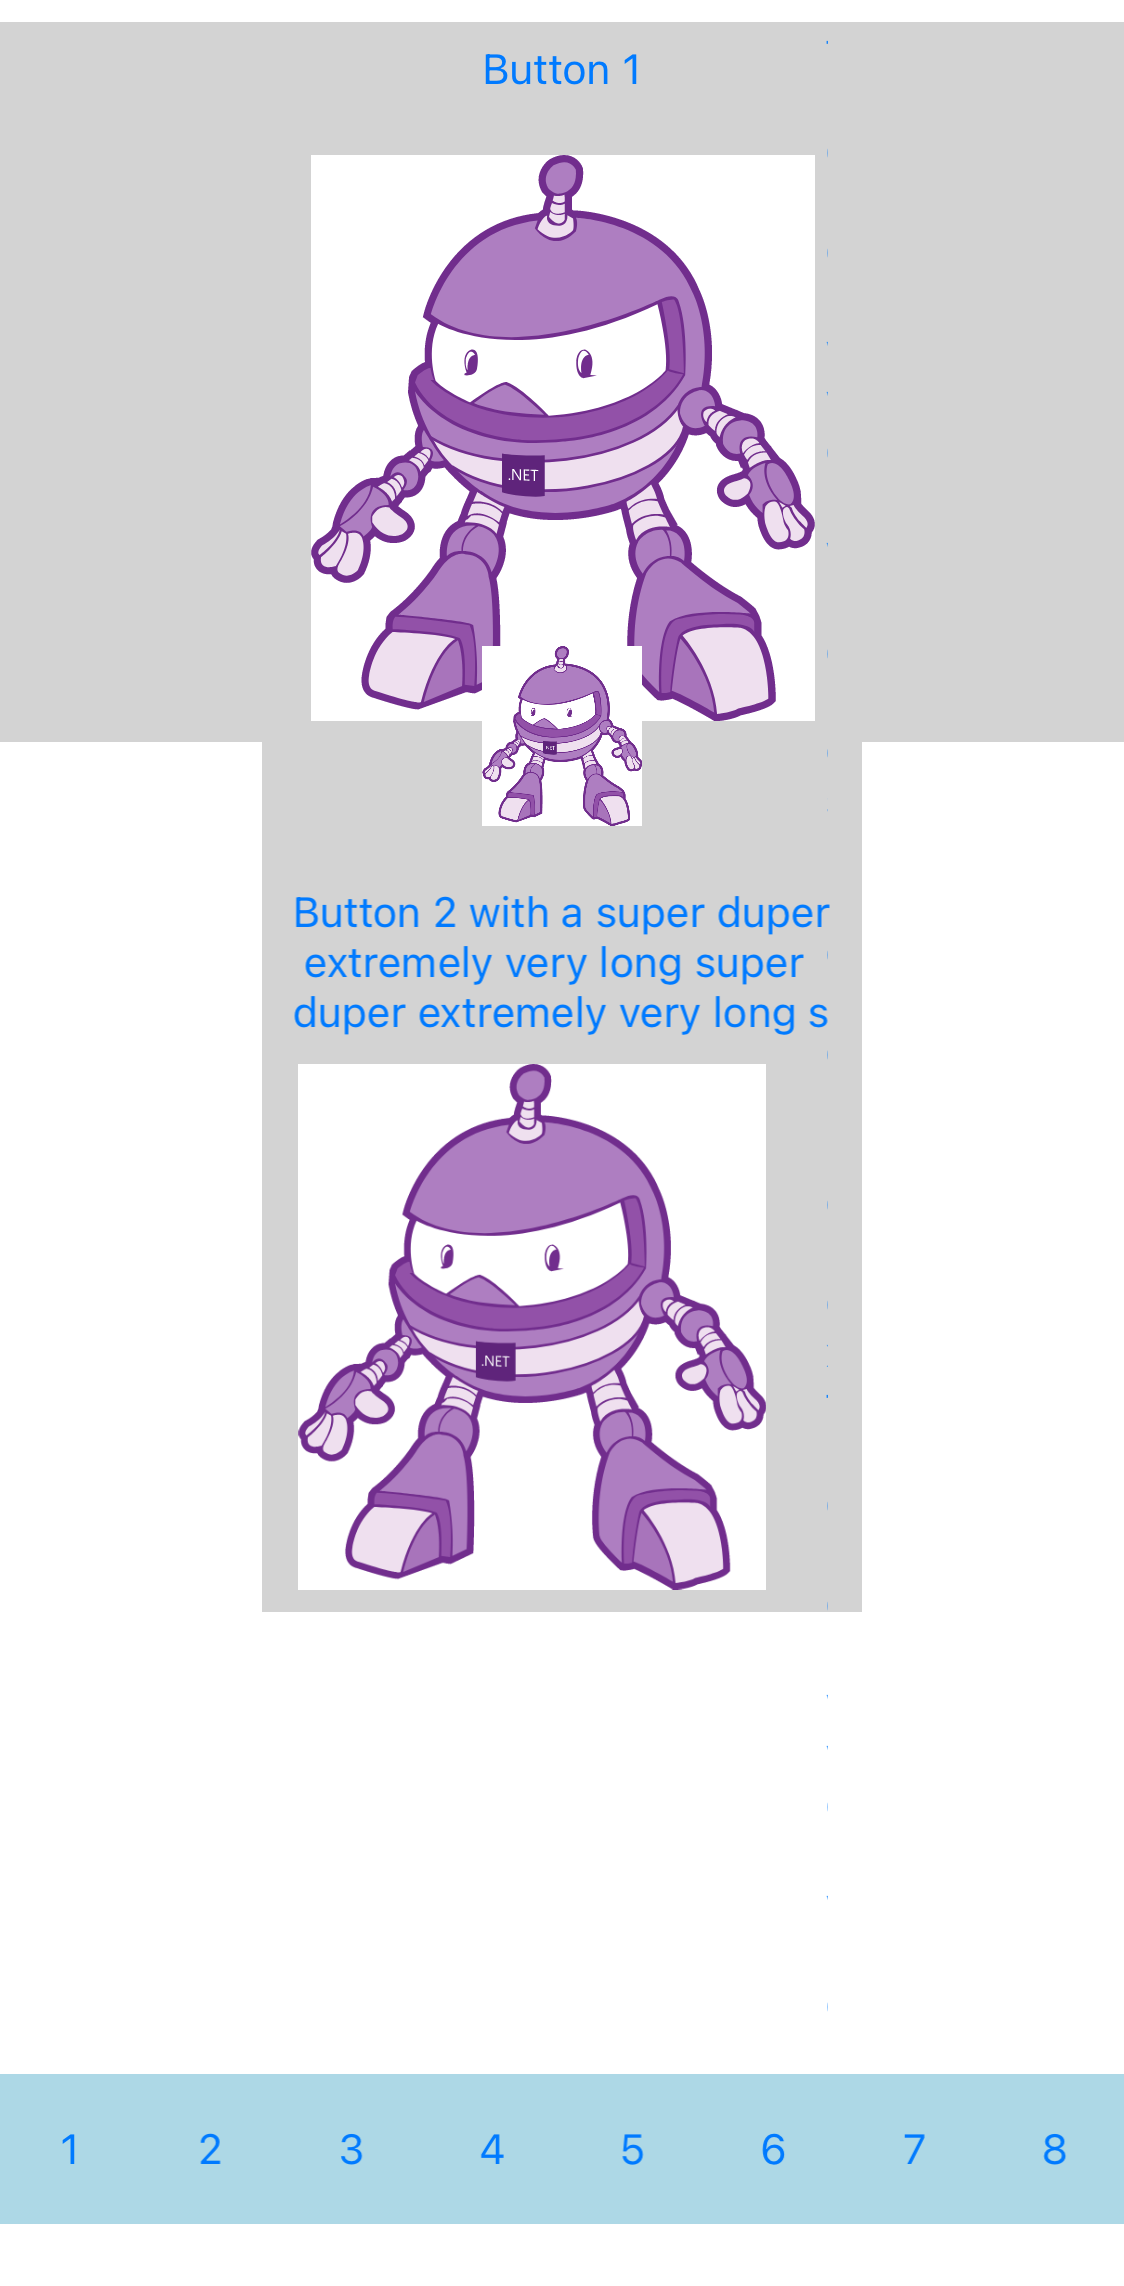 Button 1
.NET
.NET
Button 2 with a super duper
extremely very long super
duper extremely very long s
.NET
1 2 3 4 5 6 7 8